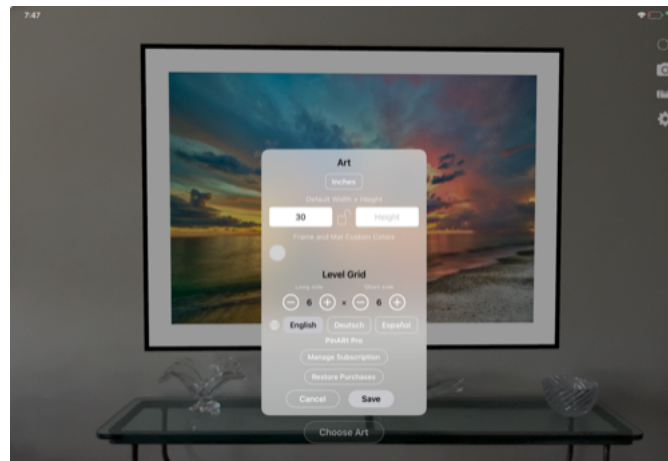 7:47
Art
Inches
Default Width x Height
30 Height
Frame and Mat Custom Colors
Level Grid
Long side Short side
6 × 6
English Deutsch Español
PinARt Pro
Manage Subscription
Restore Purchases
Cancel Save
Choose Art